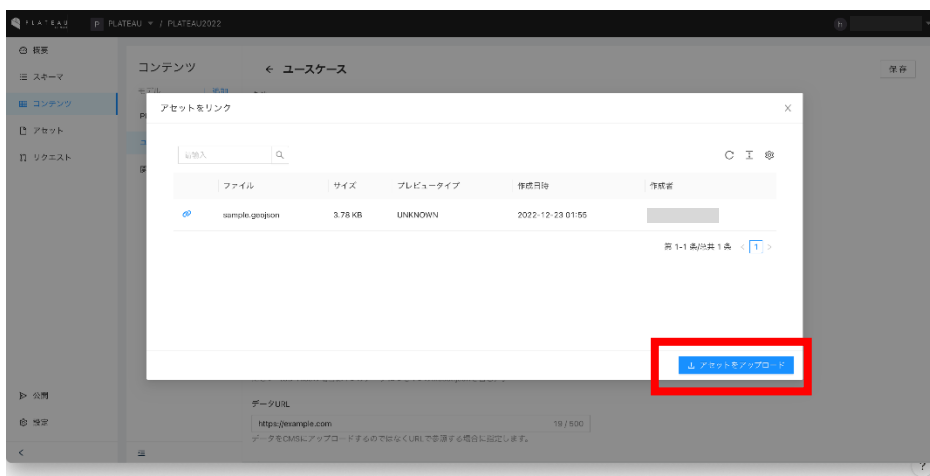 PLATEAU
P PLATEAU / PLATEAU2022
h
概要
スキーマ
コンテンツ
アセット
リクエスト
公開
設定
コンテンツ
← ユースケース
保存
アセットをリンク
请输入
ファイル サイズ プレビュータイプ 作成日時 作成者
sample.geojson 3.78 KB UNKNOWN 2022-12-23 01:55
第 1-1 条/总共 1 条 < 1 >
アセットをアップロード
データURL
https://example.com 19 / 500
データをCMSにアップロードするのではなくURLで参照する場合に設定します。
?